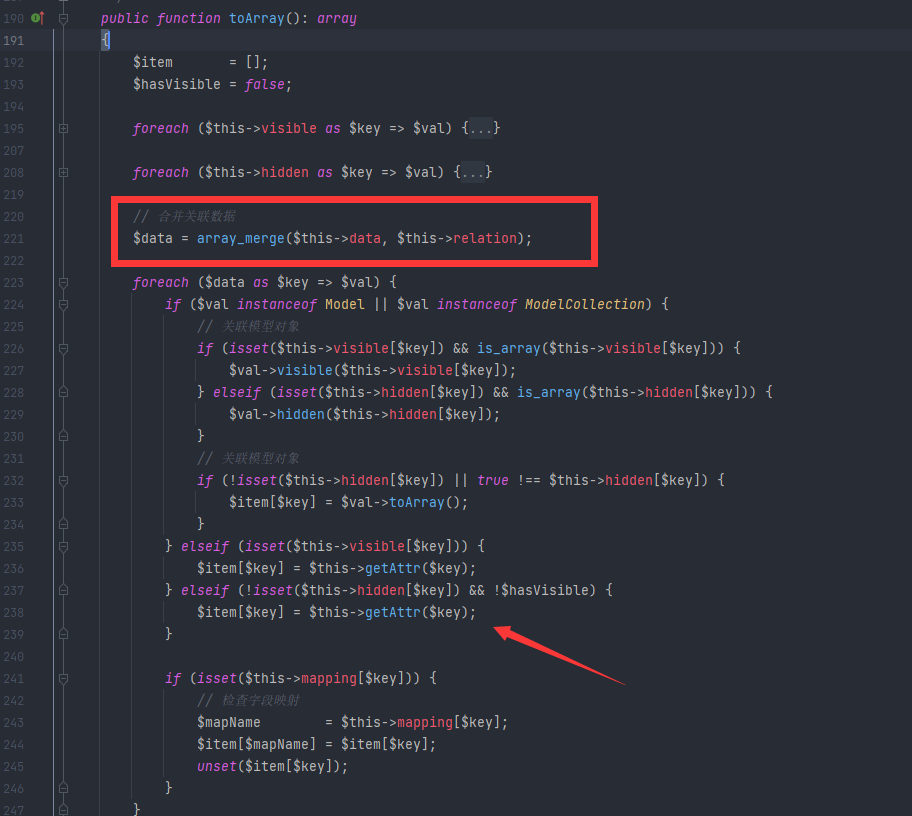 190 public function toArray(): array
191 {
192 $item = [];
193 $hasVisible = false;
194
195 foreach ($this->visible as $key => $val) {...}
207
208 foreach ($this->hidden as $key => $val) {...}
219
220 // 合并关联数据
221 $data = array_merge($this->data, $this->relation);
222
223 foreach ($data as $key => $val) {
224 if ($val instanceof Model || $val instanceof ModelCollection) {
225 // 关联模型对象
226 if (isset($this->visible[$key]) && is_array($this->visible[$key])) {
227 $val->visible($this->visible[$key]);
228 } elseif (isset($this->hidden[$key]) && is_array($this->hidden[$key])) {
229 $val->hidden($this->hidden[$key]);
230 }
231 // 关联模型对象
232 if (!isset($this->hidden[$key]) || true !== $this->hidden[$key]) {
233 $item[$key] = $val->toArray();
234 }
235 } elseif (isset($this->visible[$key])) {
236 $item[$key] = $this->getAttr($key);
237 } elseif (!isset($this->hidden[$key]) && !$hasVisible) {
238 $item[$key] = $this->getAttr($key);
239 }
240
241 if (isset($this->mapping[$key])) {
242 // 检查字段映射
243 $mapName = $this->mapping[$key];
244 $item[$mapName] = $item[$key];
245 unset($item[$key]);
246 }
247 }